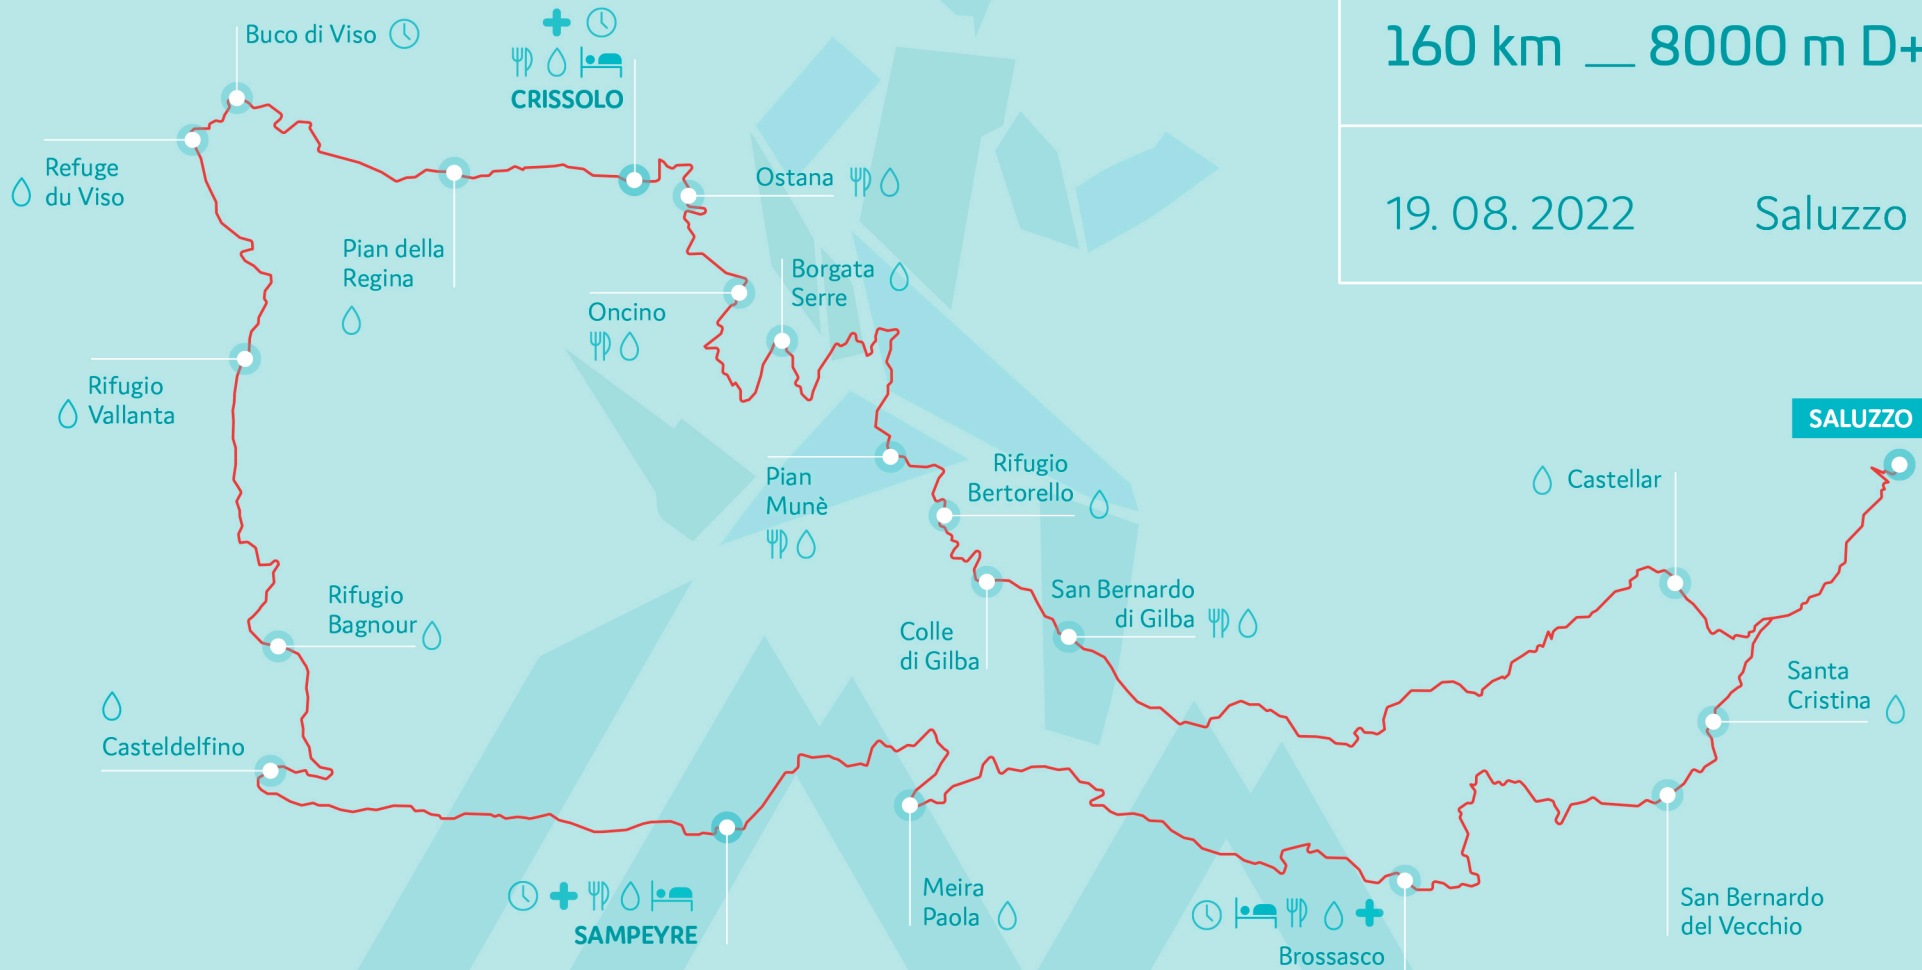 160 km __ 8000 m D+
19. 08. 2022 Saluzzo
Buco di Viso
CRISSOLO
Refuge
du Viso
Pian della
Regina
Ostana
Oncino
Borgata
Serre
Rifugio
Vallanta
SALUZZO
Pian
Munè
Rifugio
Bertorello
Castellar
Rifugio
Bagnour
Colle
di Gilba
San Bernardo
di Gilba
Santa
Cristina
Casteldelfino
SAMPEYRE
Meira
Paola
Brossasco
San Bernardo
del Vecchio